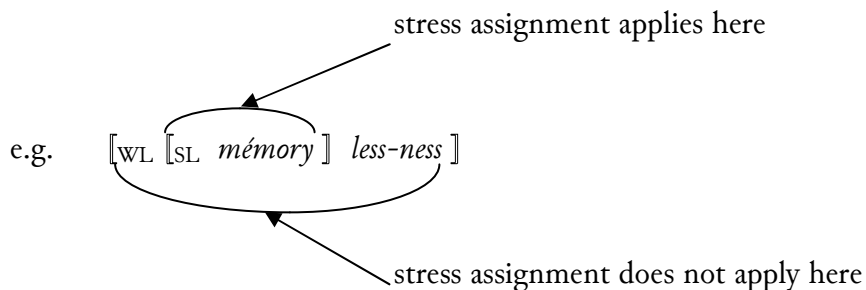 stress assignment applies here
e.g. ⟦WL ⟦SL mémory⟧ less-ness⟧
stress assignment does not apply here